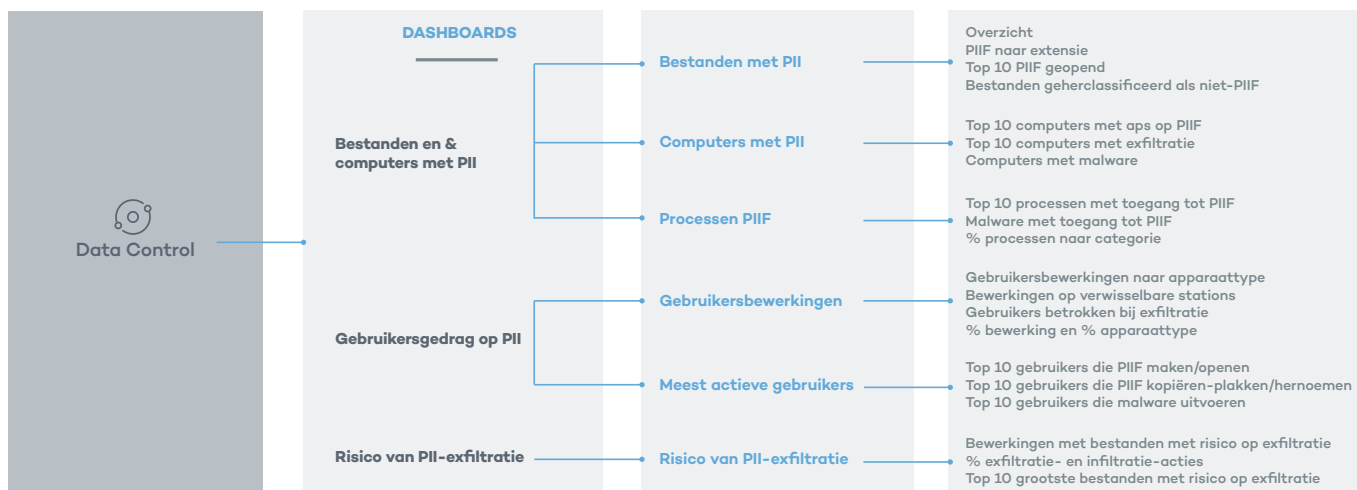 Data Control
DASHBOARDS
Bestanden en &
computers met PII
Gebruikersgedrag op PII
Risico van PII-exfiltratie
Bestanden met PII
Computers met PII
Processen PIIF
Gebruikersbewerkingen
Meest actieve gebruikers
Risico van PII-exfiltratie
Overzicht
PIIF naar extensie
Top 10 PIIF geopend
Bestanden geherclassificeerd als niet-PIIF
Top 10 computers met aps op PIIF
Top 10 computers met exfiltratie
Computers met malware
Top 10 processen met toegang tot PIIF
Malware met toegang tot PIIF
% processen naar categorie
Gebruikersbewerkingen naar apparaattype
Bewerkingen op verwisselbare stations
Gebruikers betrokken bij exfiltratie
% bewerking en % apparaattype
Top 10 gebruikers die PIIF maken/openen
Top 10 gebruikers die PIIF kopiëren-plakken/hernoemen
Top 10 gebruikers die malware uitvoeren
Bewerkingen met bestanden met risico op exfiltratie
% exfiltratie- en infiltratie-acties
Top 10 grootste bestanden met risico op exfiltratie